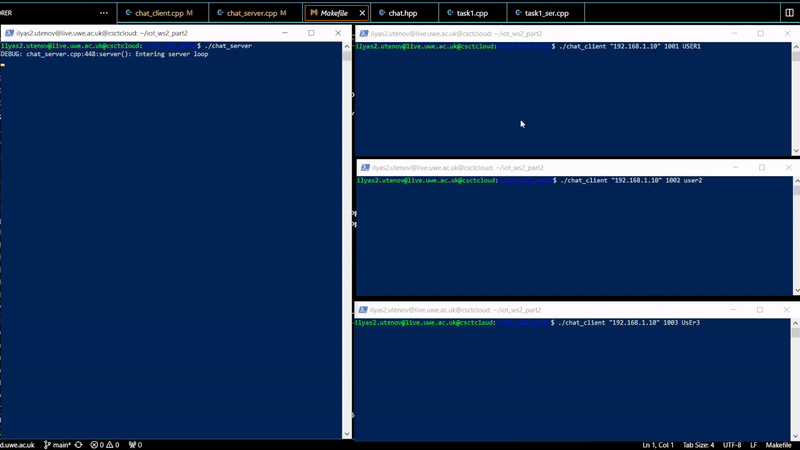 ORER ··· chat_client.cpp M chat_server.cpp M Makefile chat.hpp task1.cpp task1_ser.cpp
ilyas2.utenov@live.uwe.ac.uk@csctcloud: ~/iot_ws2_part2
ilyas2.utenov@live.uwe.ac.uk@csctcloud: $ ./chat_server
DEBUG: chat_server.cpp:448:server(): Entering server loop
ilyas2.utenov@live.uwe.ac.uk@csctcloud: ~/iot_ws2_part2
ilyas2.utenov@live.uwe.ac.uk@csctcloud: $ ./chat_client "192.168.1.10" 1001 USER1
ilyas2.utenov@live.uwe.ac.uk@csctcloud: ~/iot_ws2_part2
ilyas2.utenov@live.uwe.ac.uk@csctcloud: $ ./chat_client "192.168.1.10" 1002 user2
ilyas2.utenov@live.uwe.ac.uk@csctcloud: ~/iot_ws2_part2
ilyas2.utenov@live.uwe.ac.uk@csctcloud: $ ./chat_client "192.168.1.10" 1003 UsEr3
d.uwe.ac.uk main* 0 0 0 Ln 1, Col 1 Tab Size: 4 UTF-8 LF Makefile